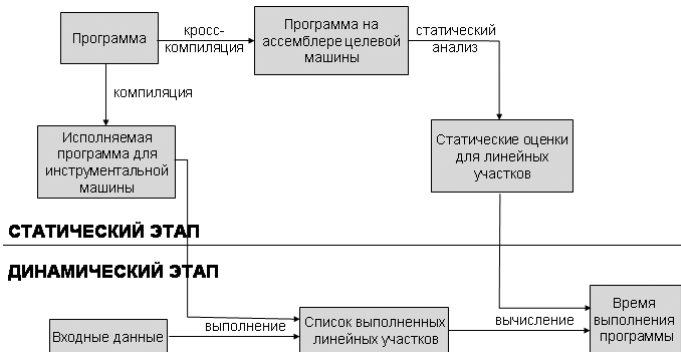 Программа
кросс-
компиляция
Программа на
ассемблере целевой
машины
статический
анализ
компиляция
Исполняемая
программа для
инструментальной
машины
Статические оценки
для линейных
участков
СТАТИЧЕСКИЙ ЭТАП
ДИНАМИЧЕСКИЙ ЭТАП
Входные данные
выполнение
Список выполненных
линейных участков
вычисление
Время
выполнения
программы